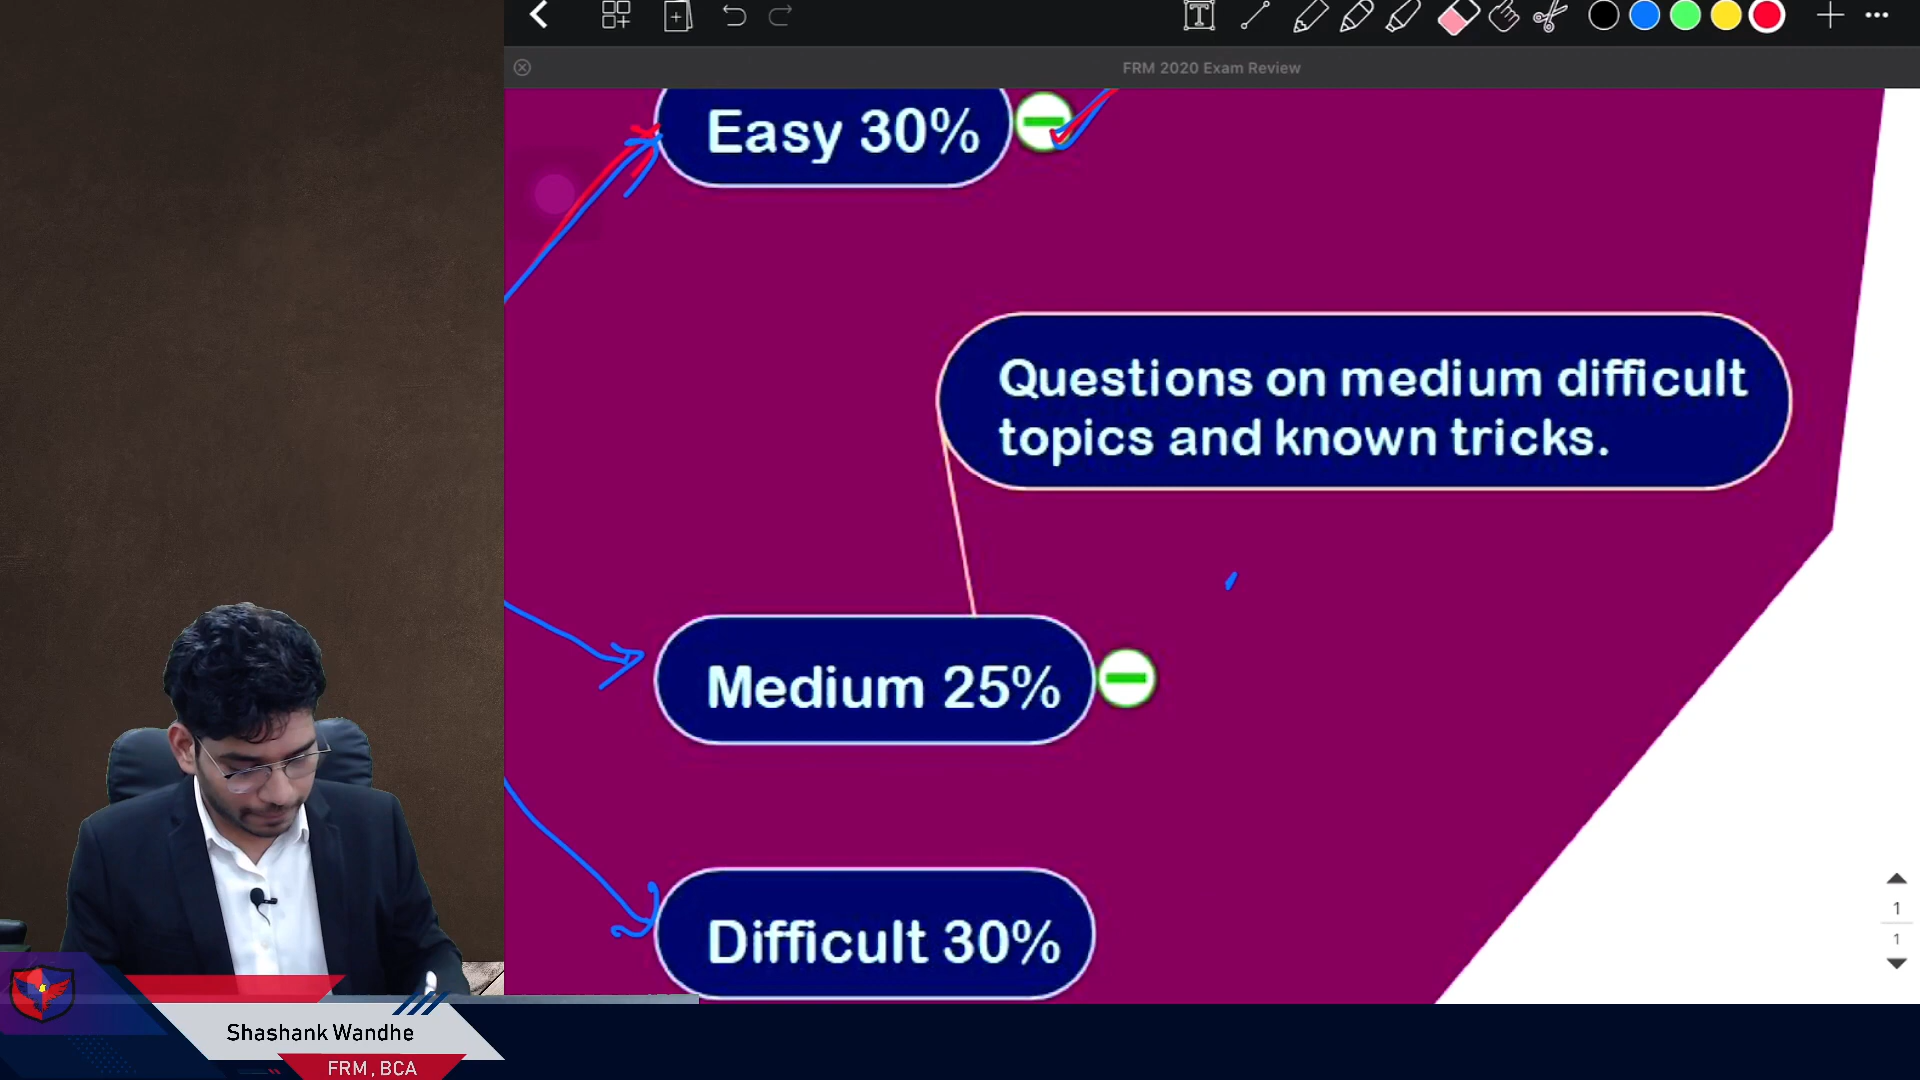 FRM 2020 Exam Review
Easy 30%
Questions on medium difficult
topics and known tricks.
Medium 25%
Difficult 30%
1
1
Shashank Wandhe
FRM, BCA